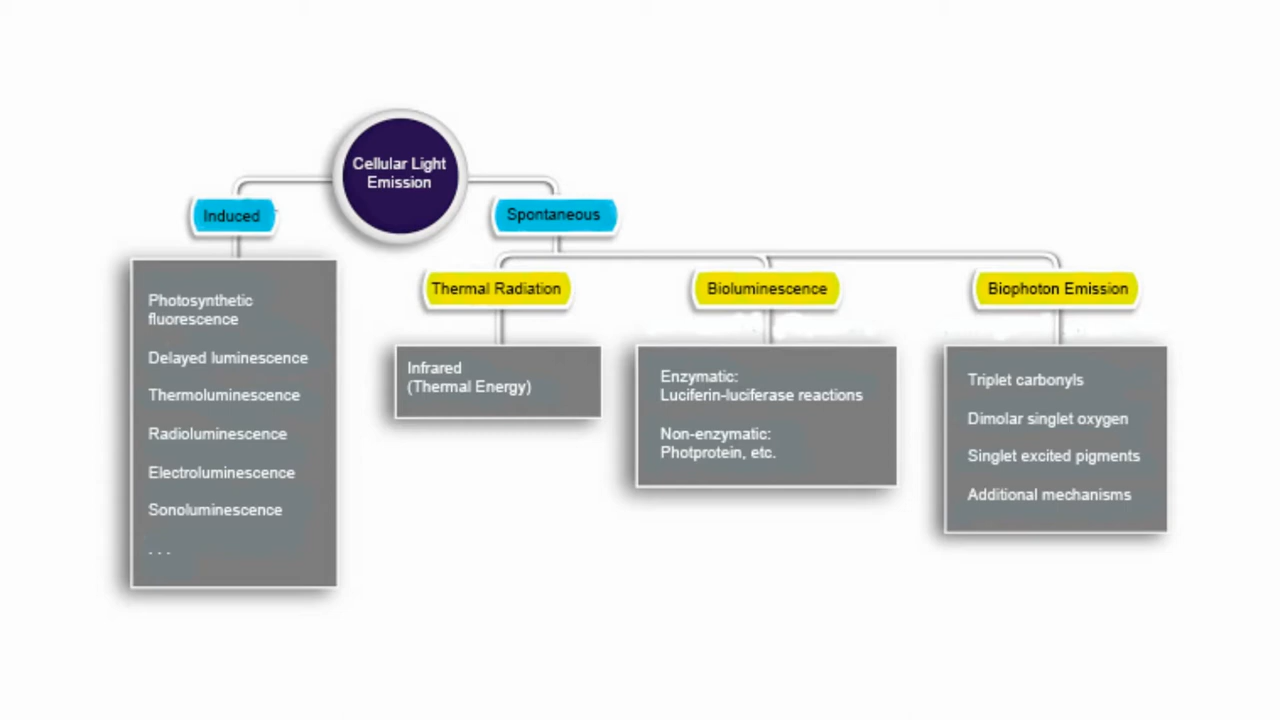 Cellular Light
Emission
Induced
Spontaneous
Photosynthetic
fluorescence
Delayed luminescence
Thermoluminescence
Radioluminescence
Electroluminescence
Sonoluminescence
. . .
Thermal Radiation
Infrared
(Thermal Energy)
Bioluminescence
Enzymatic:
Luciferin-luciferase reactions
Non-enzymatic:
Photprotein, etc.
Biophoton Emission
Triplet carbonyls
Dimolar singlet oxygen
Singlet excited pigments
Additional mechanisms